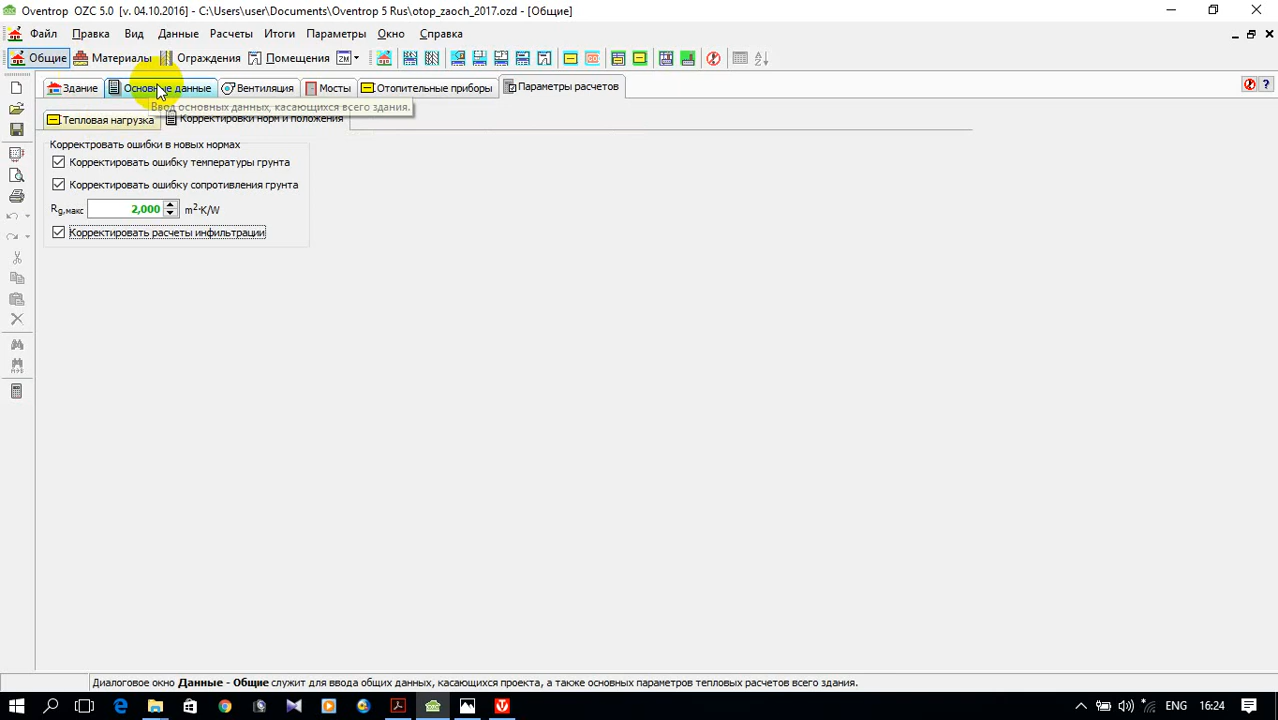 Oventrop OZC 5.0 [v. 04.10.2016] - C:\Users\user\Documents\Oventrop 5 Rus\otop_zaoch_2017.ozd - [Общие]
Файл Правка Вид Данные Расчеты Итоги Параметры Окно Справка
Общие Материалы Ограждения Помещения 2М
Здание Основные данные Вентиляция Мосты Отопительные приборы Параметры расчетов
Ввод основных данных, касающихся всего здания.
Тепловая нагрузка Корректировки норм и положения
Корректровать ошибки в новых нормах
Корректировать ошибку температуры грунта
Корректировать ошибку сопротивления грунта
Rg,макс 2,000 m²·K/W
Корректировать расчеты инфильтрации
Диалоговое окно Данные - Общие служит для ввода общих данных, касающихся проекта, а также основных параметров тепловых расчетов всего здания.
ENG 16:24